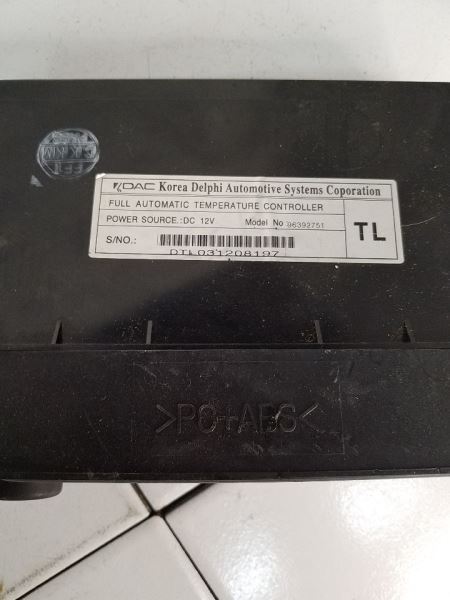 KDAC Korea Delphi Automotive Systems Coporation
FULL AUTOMATIC TEMPERATURE CONTROLLER
POWER SOURCE.:DC 12V Model No 96392751
TL
S/NO.:
DTL031208197
>PC+ABS<